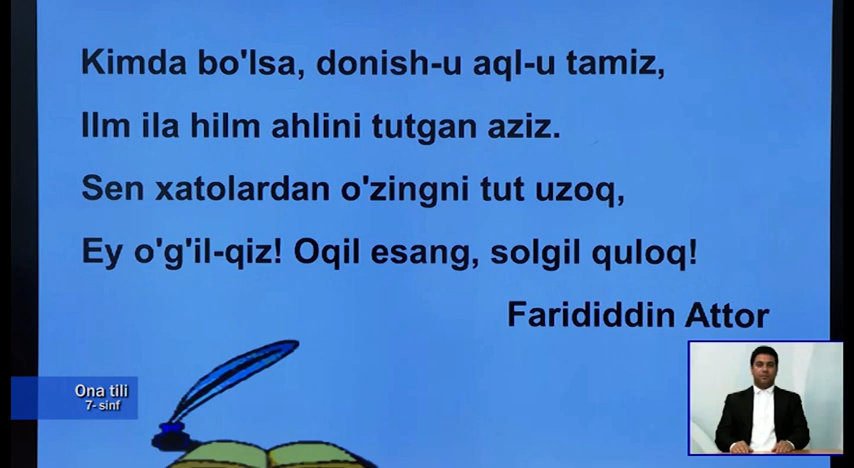 Kimda bo'lsa, donish-u aql-u tamiz,
Ilm ila hilm ahlini tutgan aziz.
Sen xatolardan o'zingni tut uzoq,
Ey o'g'il-qiz! Oqil esang, solgil quloq!
Farididdin Attor
Ona tili
7- sinf